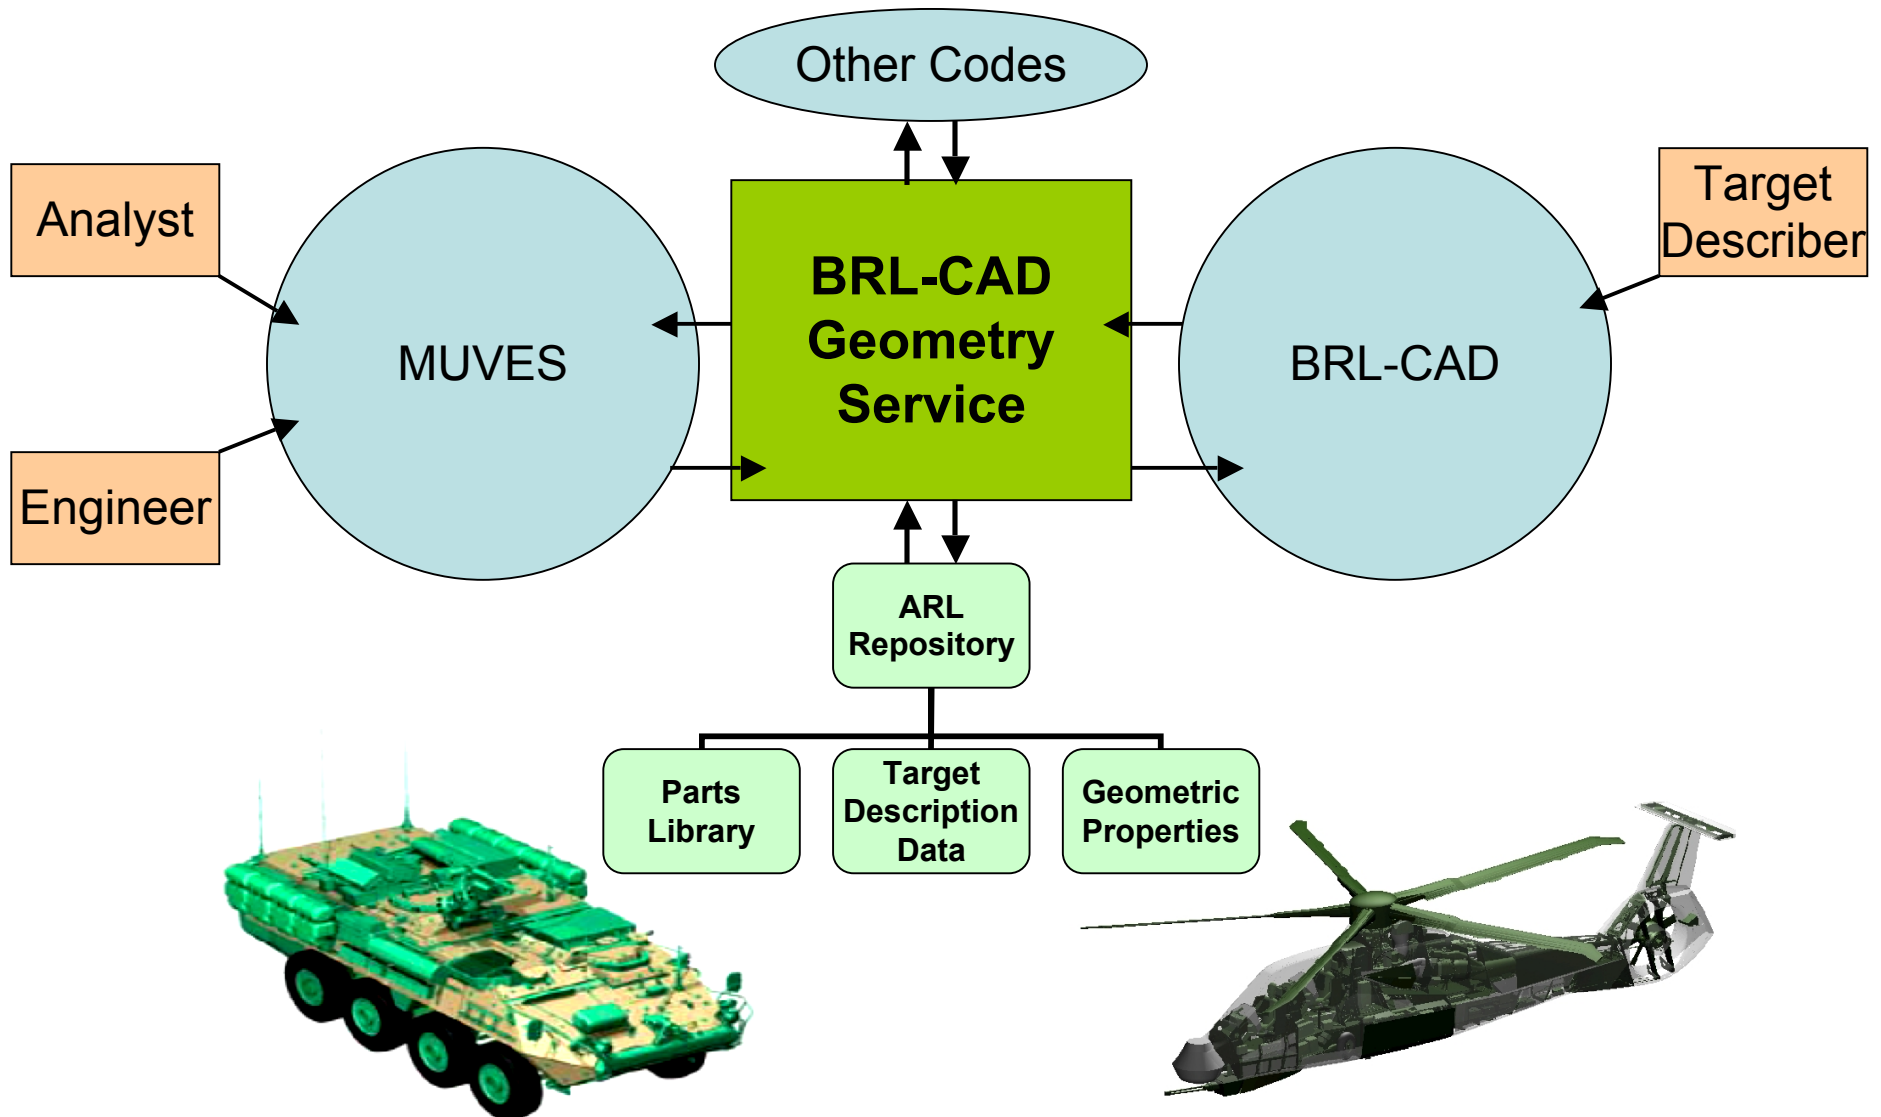 Other Codes
Analyst
Target
Describer
BRL-CAD
Geometry
Service
MUVES
BRL-CAD
Engineer
ARL
Repository
Parts
Library
Target
Description
Data
Geometric
Properties